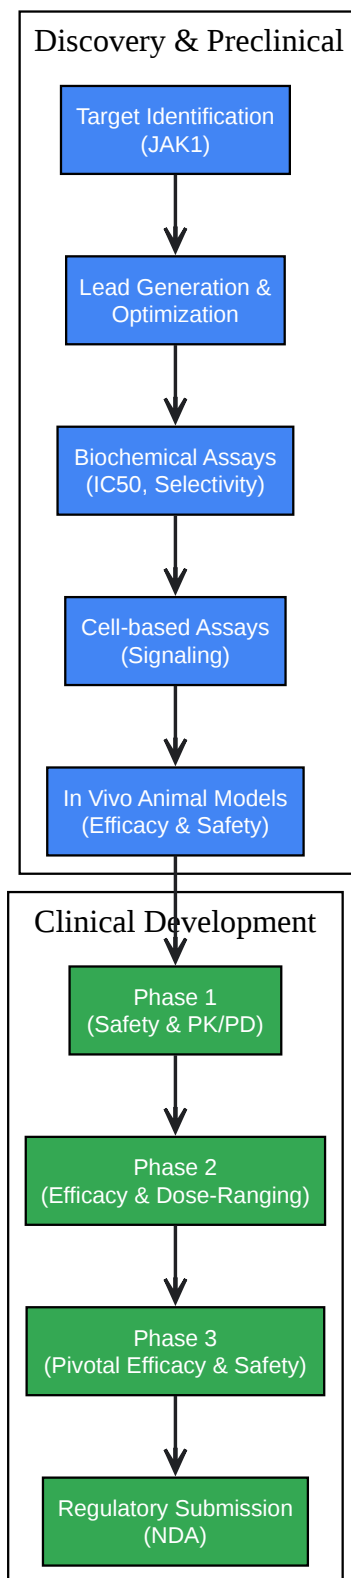 Discovery & Preclinical
Target Identification
(JAK1)
Lead Generation &
Optimization
Biochemical Assays
(IC50, Selectivity)
Cell-based Assays
(Signaling)
In Vivo Animal Models
(Efficacy & Safety)
Clinical Development
Phase 1
(Safety & PK/PD)
Phase 2
(Efficacy & Dose-Ranging)
Phase 3
(Pivotal Efficacy & Safety)
Regulatory Submission
(NDA)